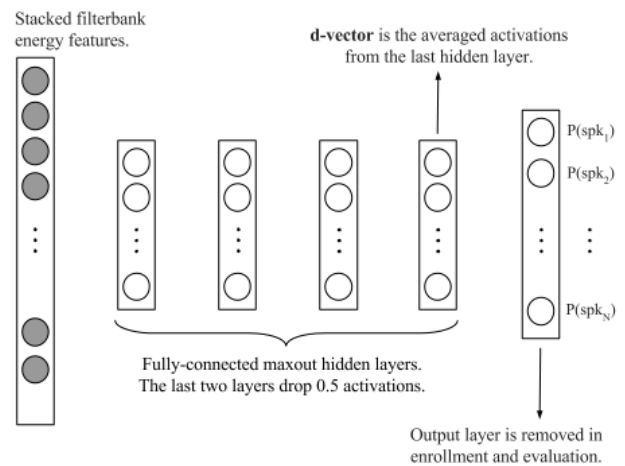 Stacked filterbank
energy features.
d-vector is the averaged activations
from the last hidden layer.
P(spk₁)
P(spk₂)
P(spk_N)
Fully-connected maxout hidden layers.
The last two layers drop 0.5 activations.
Output layer is removed in
enrollment and evaluation.